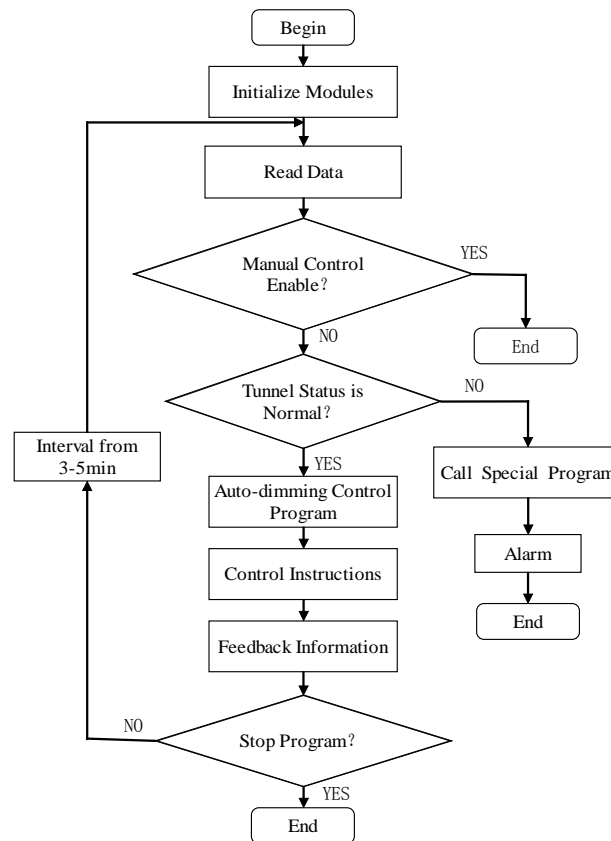 Begin
Initialize Modules
Read Data
Manual Control
Enable?
YES
End
NO
Tunnel Status is
Normal?
NO
YES
Interval from
3-5min
Call Special Program
Auto-dimming Control
Program
Alarm
Control Instructions
End
Feedback Information
NO
Stop Program?
YES
End